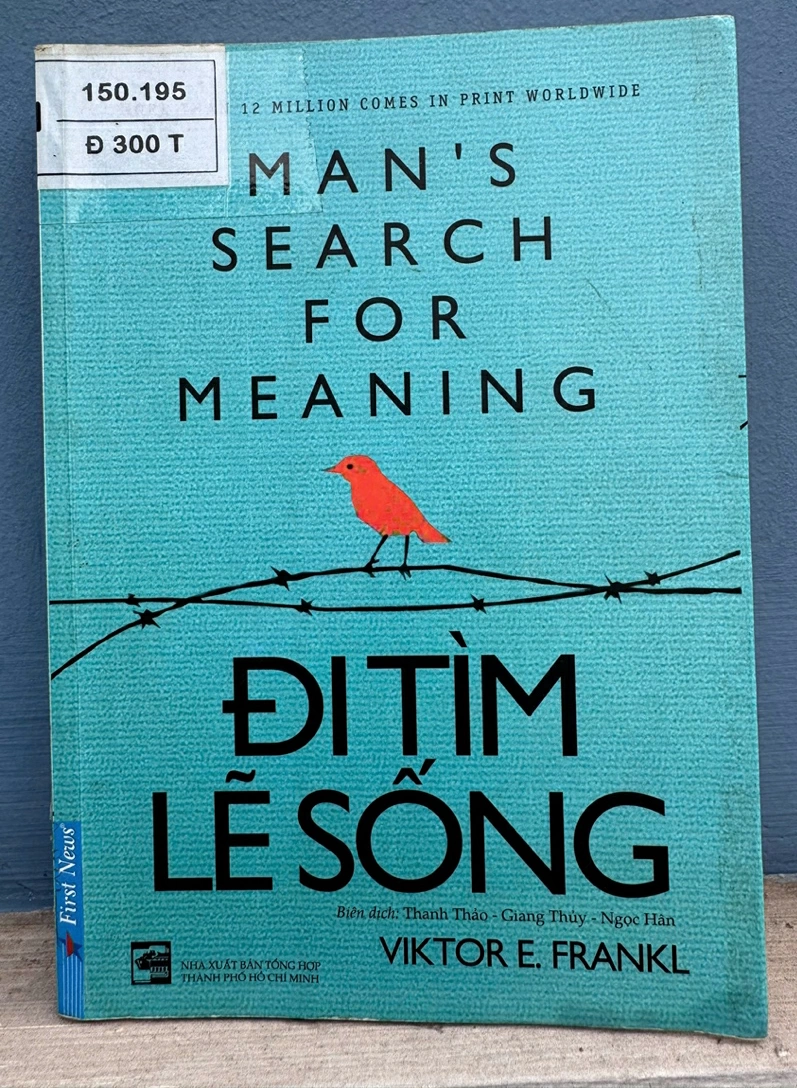 150.195
Đ 300 T
12 MILLION COMES IN PRINT WORLDWIDE
MAN'S
SEARCH
FOR
MEANING
ĐI TÌM
LẼ SỐNG
Biên dịch: Thanh Thảo - Giang Thủy - Ngọc Hân
VIKTOR E. FRANKL
First News®
NHÀ XUẤT BẢN TỔNG HỢP
THÀNH PHỐ HỒ CHÍ MINH